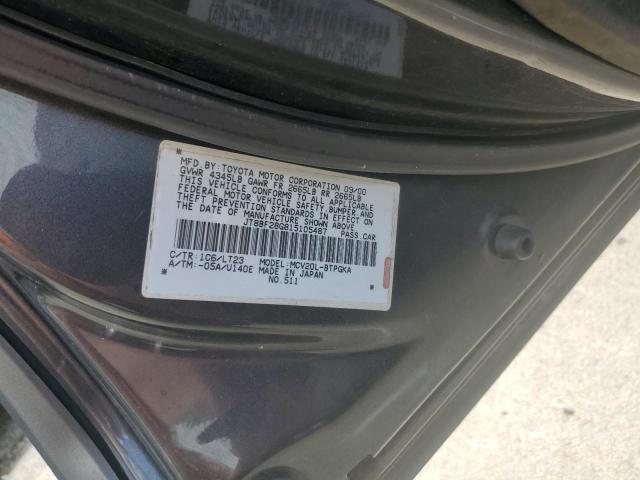 MFD.BY:TOYOTA MOTOR CORPORATION 09/00
GVWR 4345LB GAWR FR 2665LB RR 2665LB
THIS VEHICLE CONFORMS TO ALL APPLICABLE
FEDERAL MOTOR VEHICLE SAFETY,BUMPER,AND
THEFT PREVENTION STANDARDS IN EFFECT ON
THE DATE OF MANUFACTURE SHOWN ABOVE.
JT8BF28G815105487 PASS.CAR
C/TR:1C6/LT23 MODEL:MCV20L-BTPGKA
A/TM:-05A/U140E MADE IN JAPAN
NO.511